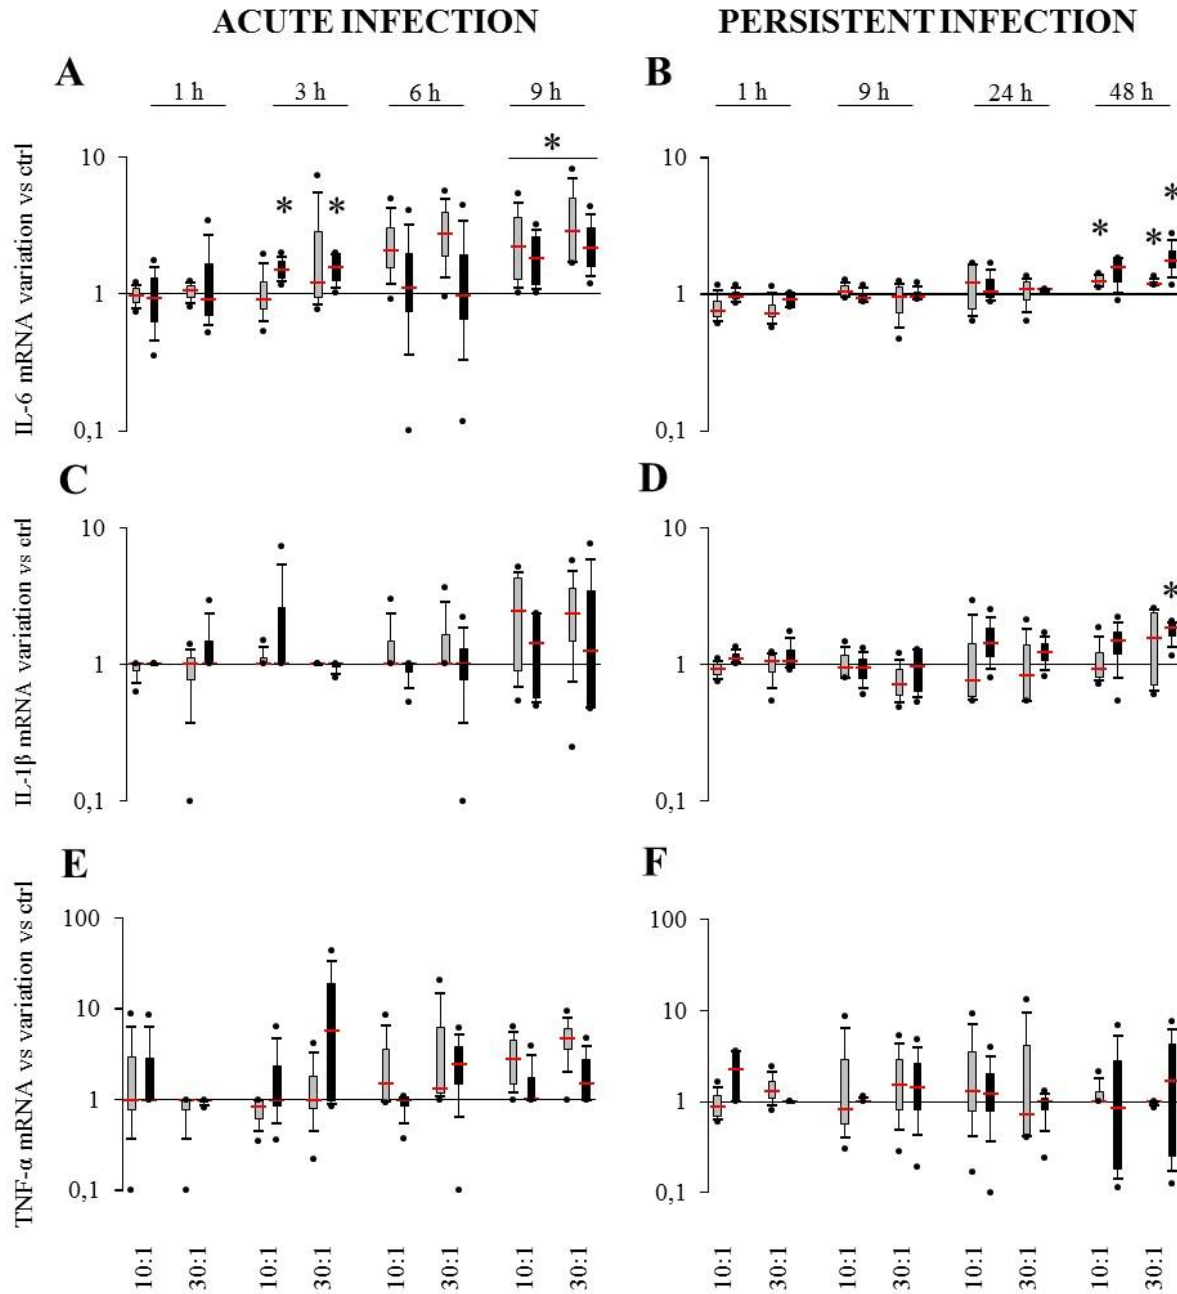 ACUTE INFECTION PERSISTENT INFECTION
A B
1 h 3 h 6 h 9 h 1 h 9 h 24 h 48 h
IL-6 mRNA variation vs ctrl
10 10
* * * * * *
1 1
0,1 0,1
C D
IL-1β mRNA variation vs ctrl
10 10
*
1 1
0,1 0,1
E F
TNF-α mRNA vs variation vs ctrl
100 100
10 10
1 1
0,1 0,1
10:1 30:1 10:1 30:1 10:1 30:1 10:1 30:1 10:1 30:1 10:1 30:1 10:1 30:1 10:1 30:1